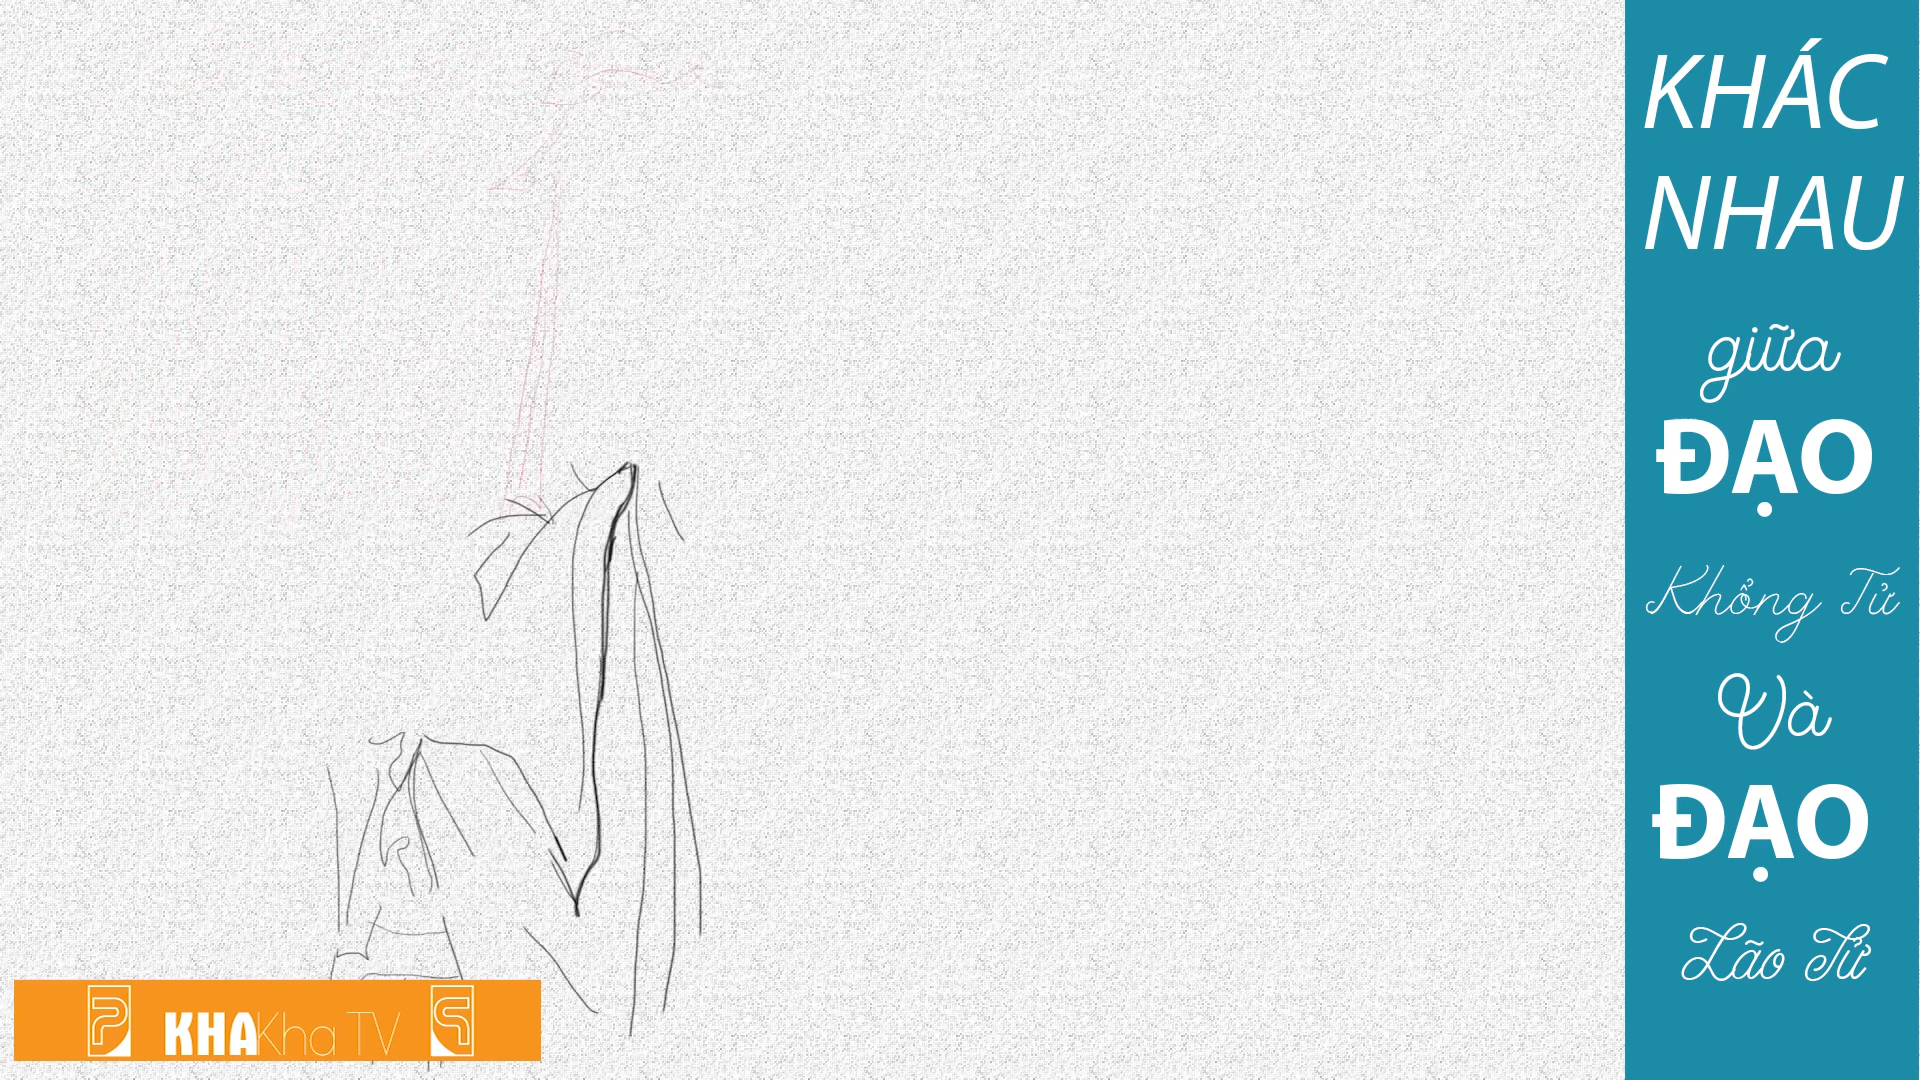 KHÁC
NHAU
giữa
ĐẠO
Khổng Tử
Và
ĐẠO
Lão Tử
KHAKha TV